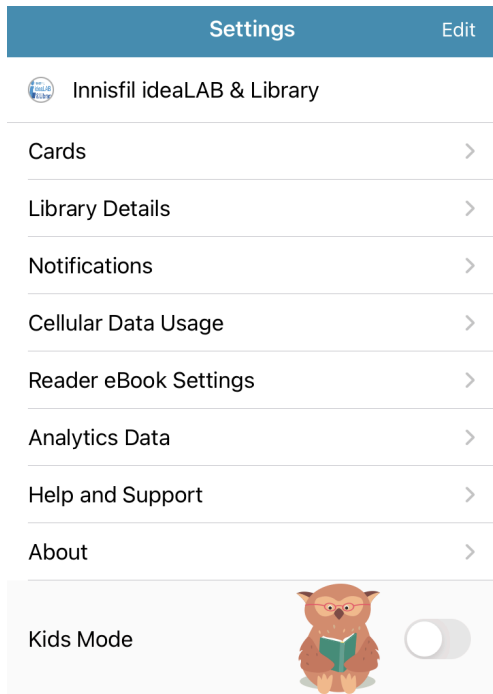 Settings
Edit
Innisfil ideaLAB & Library
Cards
Library Details
Notifications
Cellular Data Usage
Reader eBook Settings
Analytics Data
Help and Support
About
Kids Mode